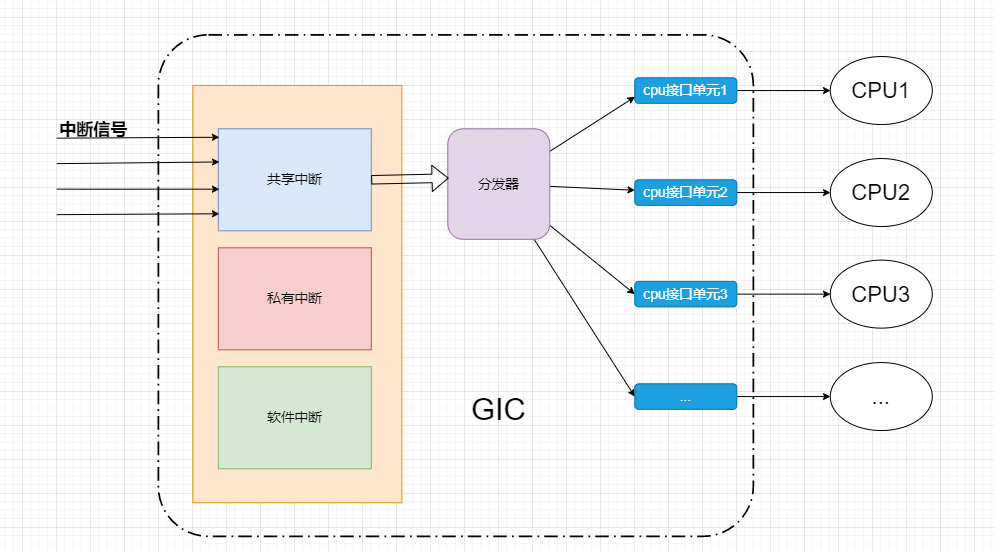 中断信号
共享中断
私有中断
软件中断
分发器
cpu接口单元1
cpu接口单元2
cpu接口单元3
...
CPU1
CPU2
CPU3
...
GIC